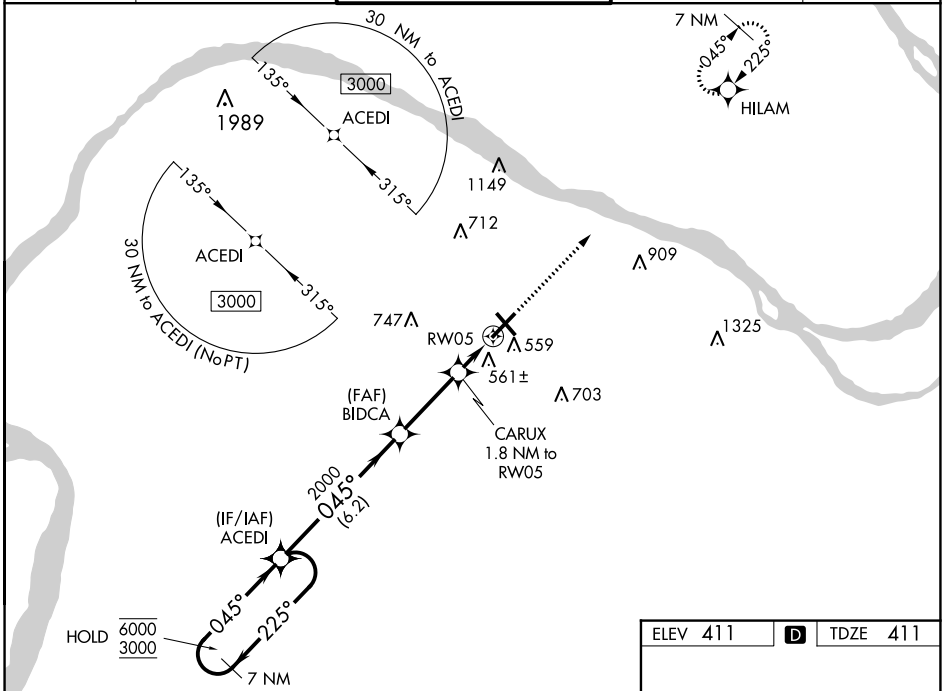 30 NM to ACEDI
135°
3000
ACEDI
315°
7 NM
045°
225°
HILAM
1989
1149
712
135°
ACEDI
3000
315°
30 NM to ACEDI (NoPT)
909
1325
747
RW05
559
561±
703
(FAF)
BIDCA
CARUX
1.8 NM to
RW05
2000
045°
(6.2)
(IF/IAF)
ACEDI
045°
225°
HOLD
6000
3000
7 NM
ELEV 411 D TDZE 411